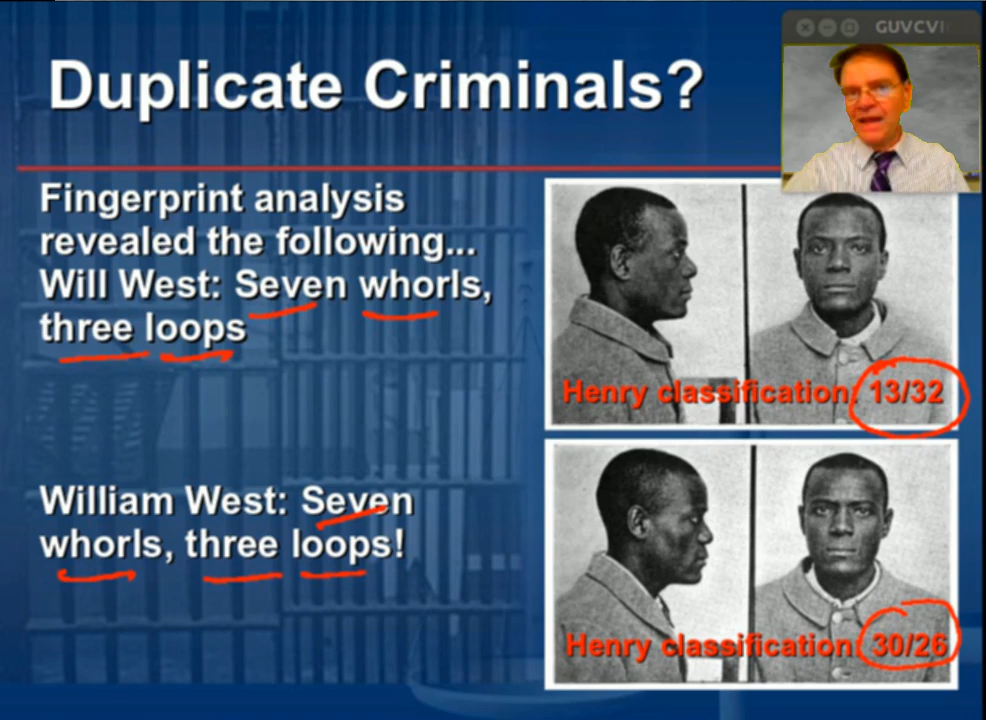 GUVCVI
Duplicate Criminals?
Fingerprint analysis
revealed the following...
Will West: Seven whorls,
three loops
Henry classification: 13/32
William West: Seven
whorls, three loops!
Henry classification: 30/26